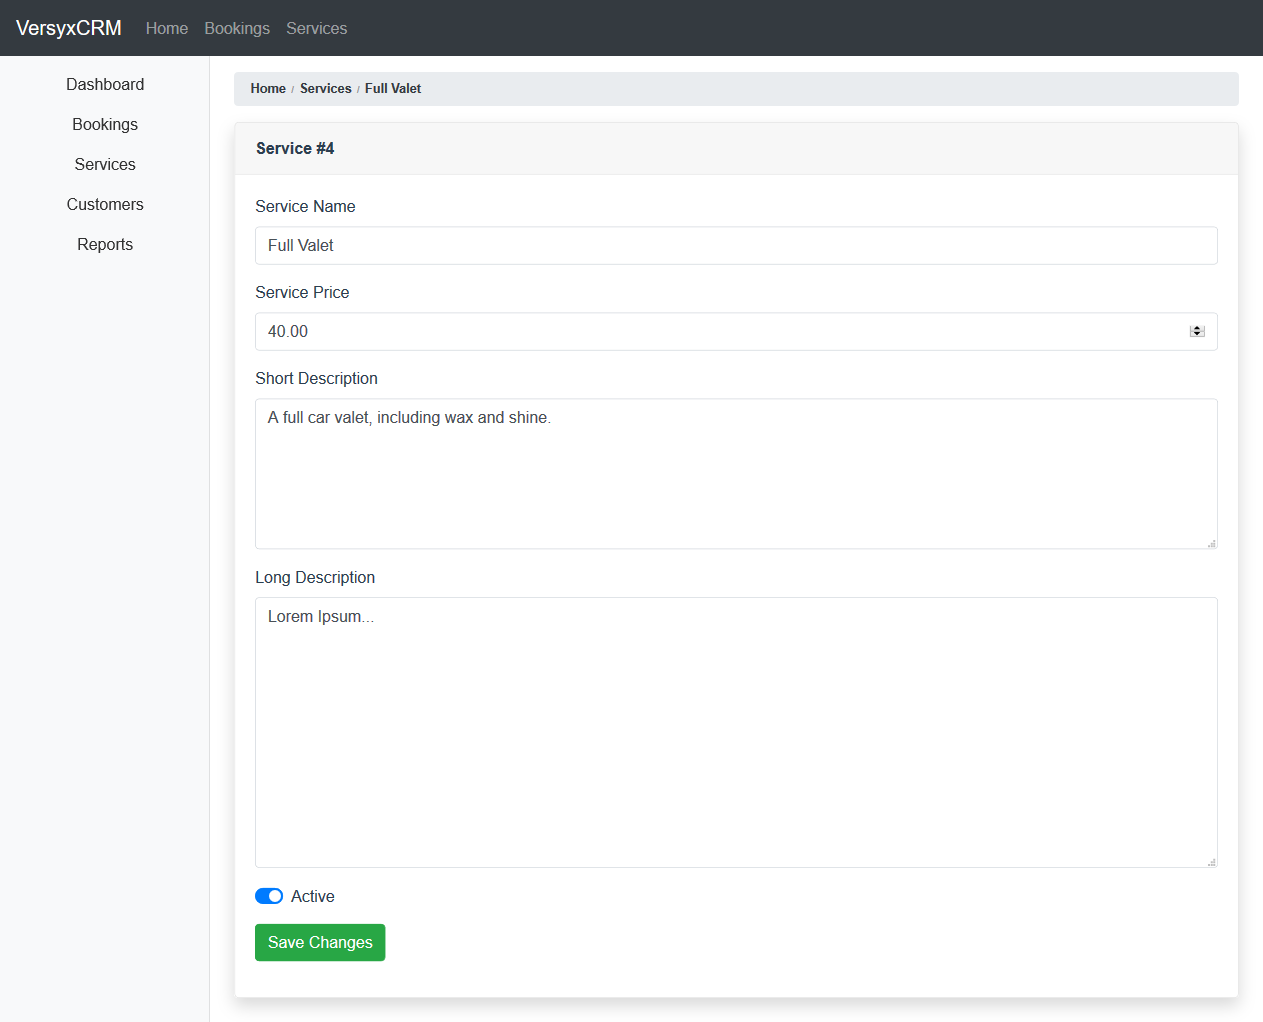 VersyxCRM Home Bookings Services
Dashboard
Bookings
Services
Customers
Reports
Home / Services / Full Valet
Service #4
Service Name
Full Valet
Service Price
40.00
Short Description
A full car valet, including wax and shine.
Long Description
Lorem Ipsum...
Active
Save Changes